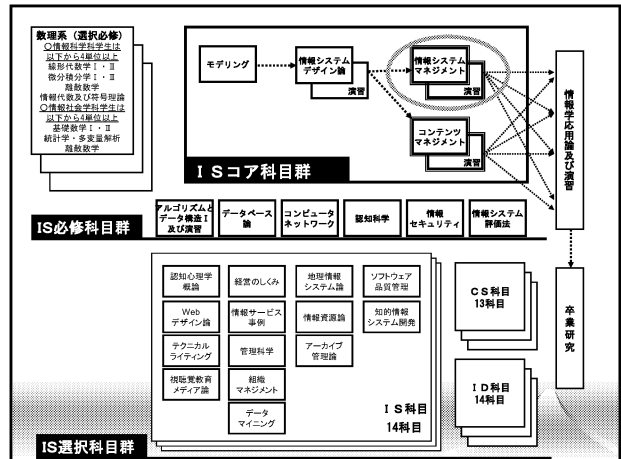 数理系（選択必修）
〇情報科学科学生は
以下から4単位以上
線形代数学Ⅰ・Ⅱ
微分積分学Ⅰ・Ⅱ
離散数学
情報代数及び符号理論
〇情報社会学科学生は
以下から4単位以上
基礎数学Ⅰ・Ⅱ
統計学・多変量解析
離散数学
モデリング
情報システム
デザイン論
演習
情報システム
マネジメント
演習
コンテンツ
マネジメント
演習
ＩＳコア科目群
情報学応用論及び演習
卒業研究
IS必修科目群
アルゴリズムと
データ構造Ⅰ
及び演習
データベース
論
コンピュータ
ネットワーク
認知科学
情報
セキュリティ
情報システム
評価法
認知心理学
概論
経営のしくみ
地理情報
システム論
ソフトウェア
品質管理
Web
デザイン論
情報サービス
事例
情報資源論
知的情報
システム開発
テクニカル
ライティング
管理科学
アーカイブ
管理論
視聴覚教育
メディア論
組織
マネジメント
データ
マイニング
ＩＳ科目
14科目
ＣＳ科目
13科目
ＩＤ科目
14科目
IS選択科目群